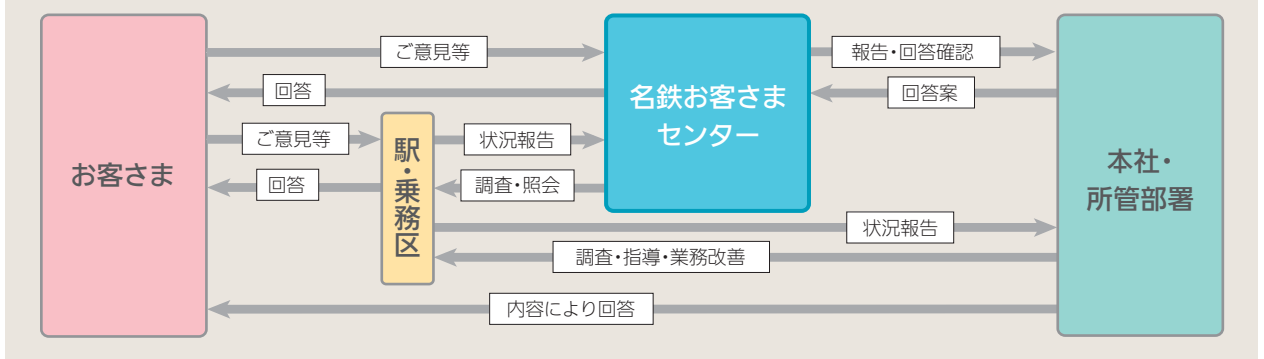 お客さま
ご意見等
回答
ご意見等
回答
駅・乗務区
状況報告
調査・照会
名鉄お客さま
センター
報告・回答確認
回答案
状況報告
調査・指導・業務改善
内容により回答
本社・
所管部署